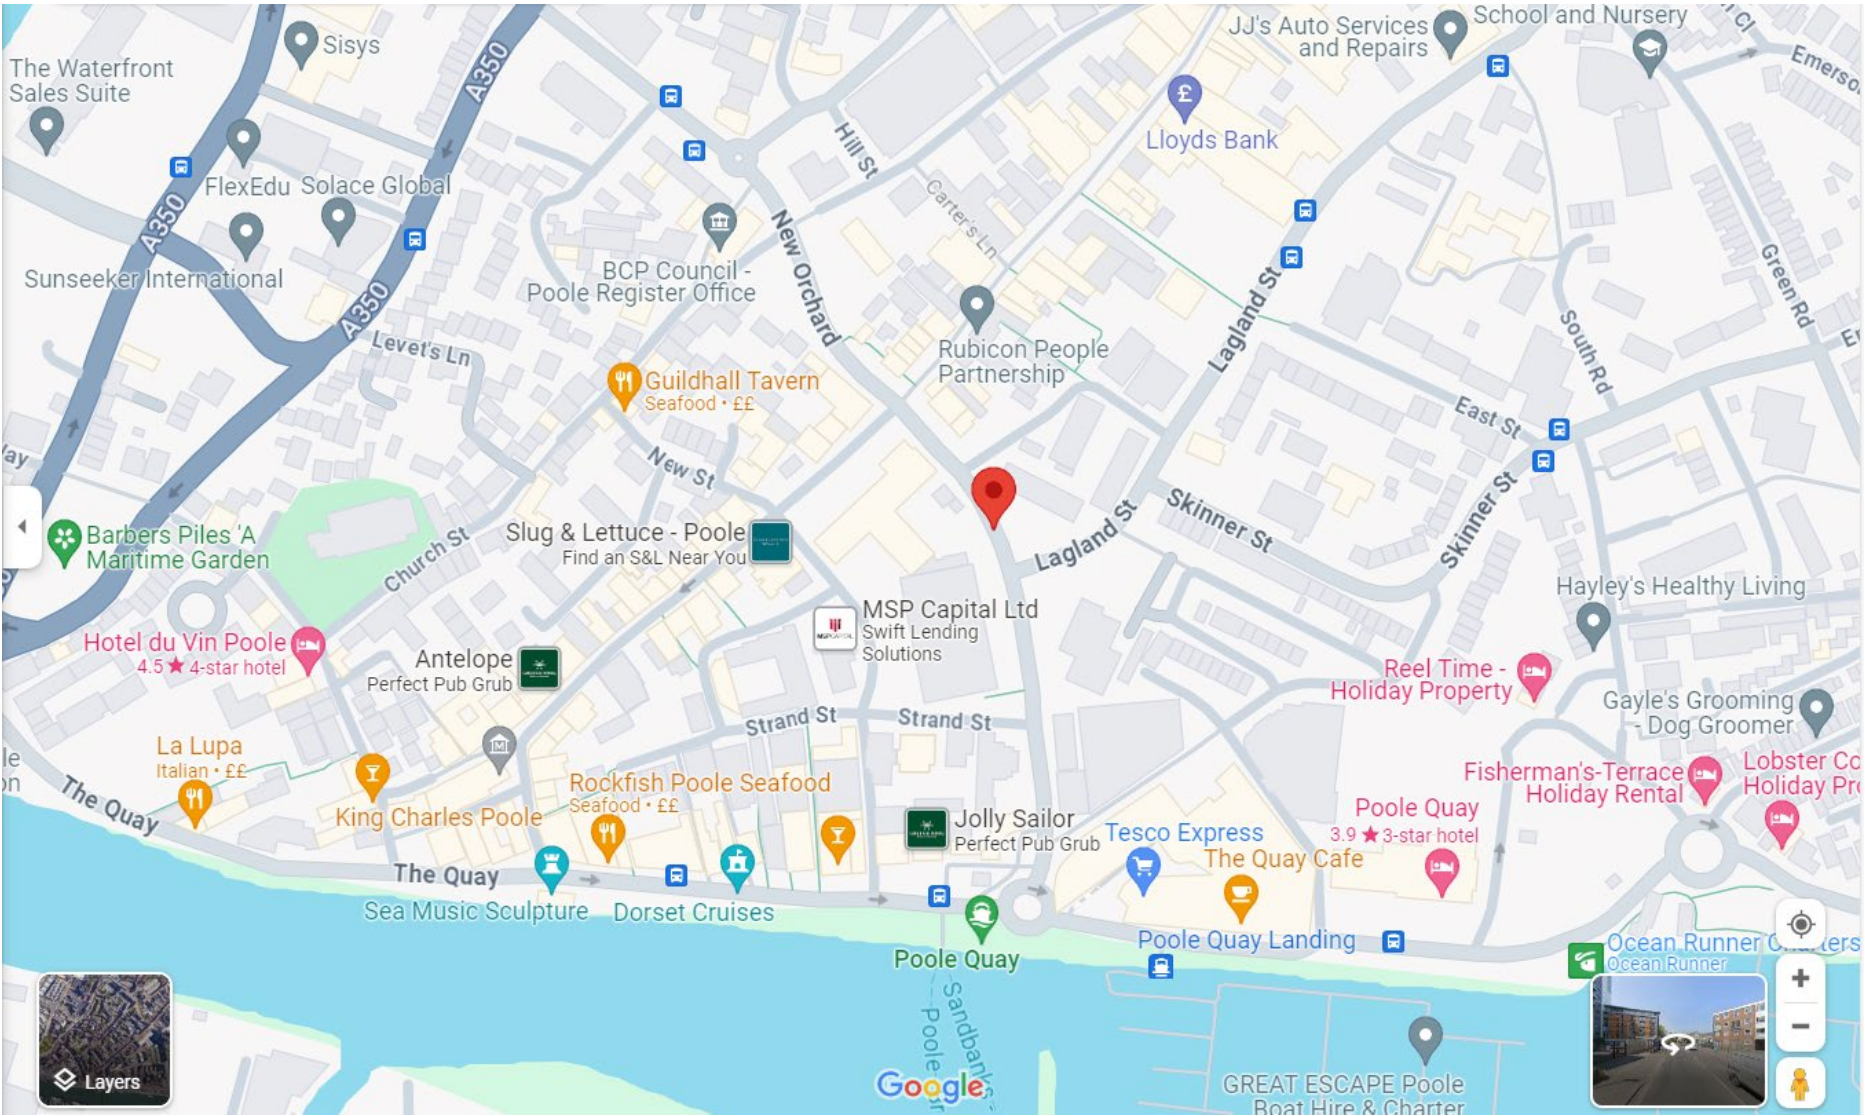 Sisys
A350
JJ's Auto Services
and Repairs
School and Nursery
Emerso
The Waterfront
Sales Suite
Hill St
Lloyds Bank
FlexEdu
Solace Global
A350
Carter's Ln
New Orchard
Sunseeker International
BCP Council -
Poole Register Office
Lagland St
Green Rd
A350
Levet's Ln
Rubicon People
Partnership
South Rd
Guildhall Tavern
Seafood • ££
East St
New St
Skinner St
Skinner St
Barbers Piles 'A
Maritime Garden
Church St
Slug & Lettuce - Poole
Find an S&L Near You
Lagland St
Hayley's Healthy Living
MSP Capital Ltd
Swift Lending
Solutions
Hotel du Vin Poole
4.5 ★ 4-star hotel
Antelope
Perfect Pub Grub
Reel Time -
Holiday Property
Gayle's Grooming
- Dog Groomer
Strand St
Strand St
La Lupa
Italian • ££
The Quay
King Charles Poole
Rockfish Poole Seafood
Seafood • ££
Fisherman's-Terrace
Holiday Rental
Lobster Co
Holiday Pr
Poole Quay
3.9 ★ 3-star hotel
Jolly Sailor
Perfect Pub Grub
Tesco Express
The Quay Cafe
The Quay
Sea Music Sculpture
Dorset Cruises
Poole Quay
Poole Quay Landing
Ocean Runner Charters
Ocean Runner
Sandbanks-
Poole
Layers
Google
GREAT ESCAPE Poole
Boat Hire & Charter